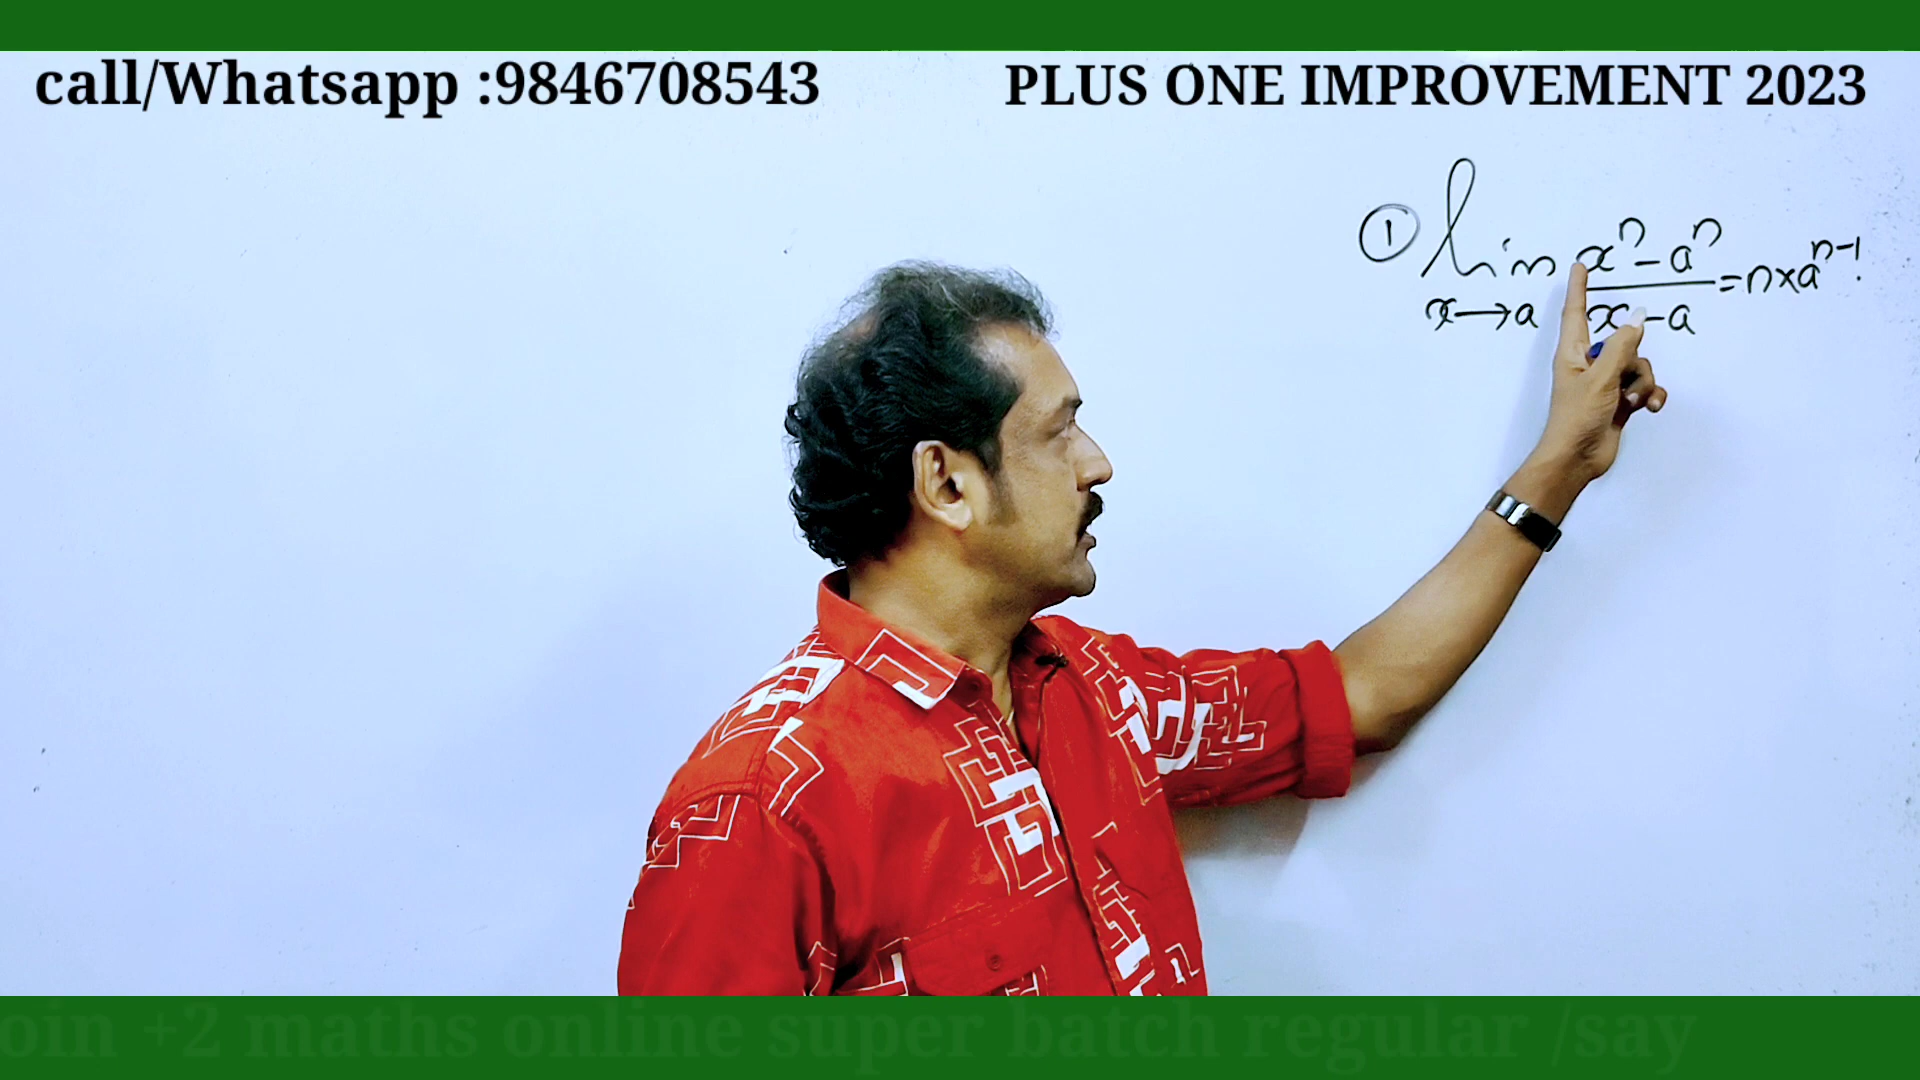 call/Whatsapp :9846708543
PLUS ONE IMPROVEMENT 2023
① lim xⁿ-aⁿ = n×aⁿ⁻¹.
x→a x-a
oin +2 maths online super batch regular /say